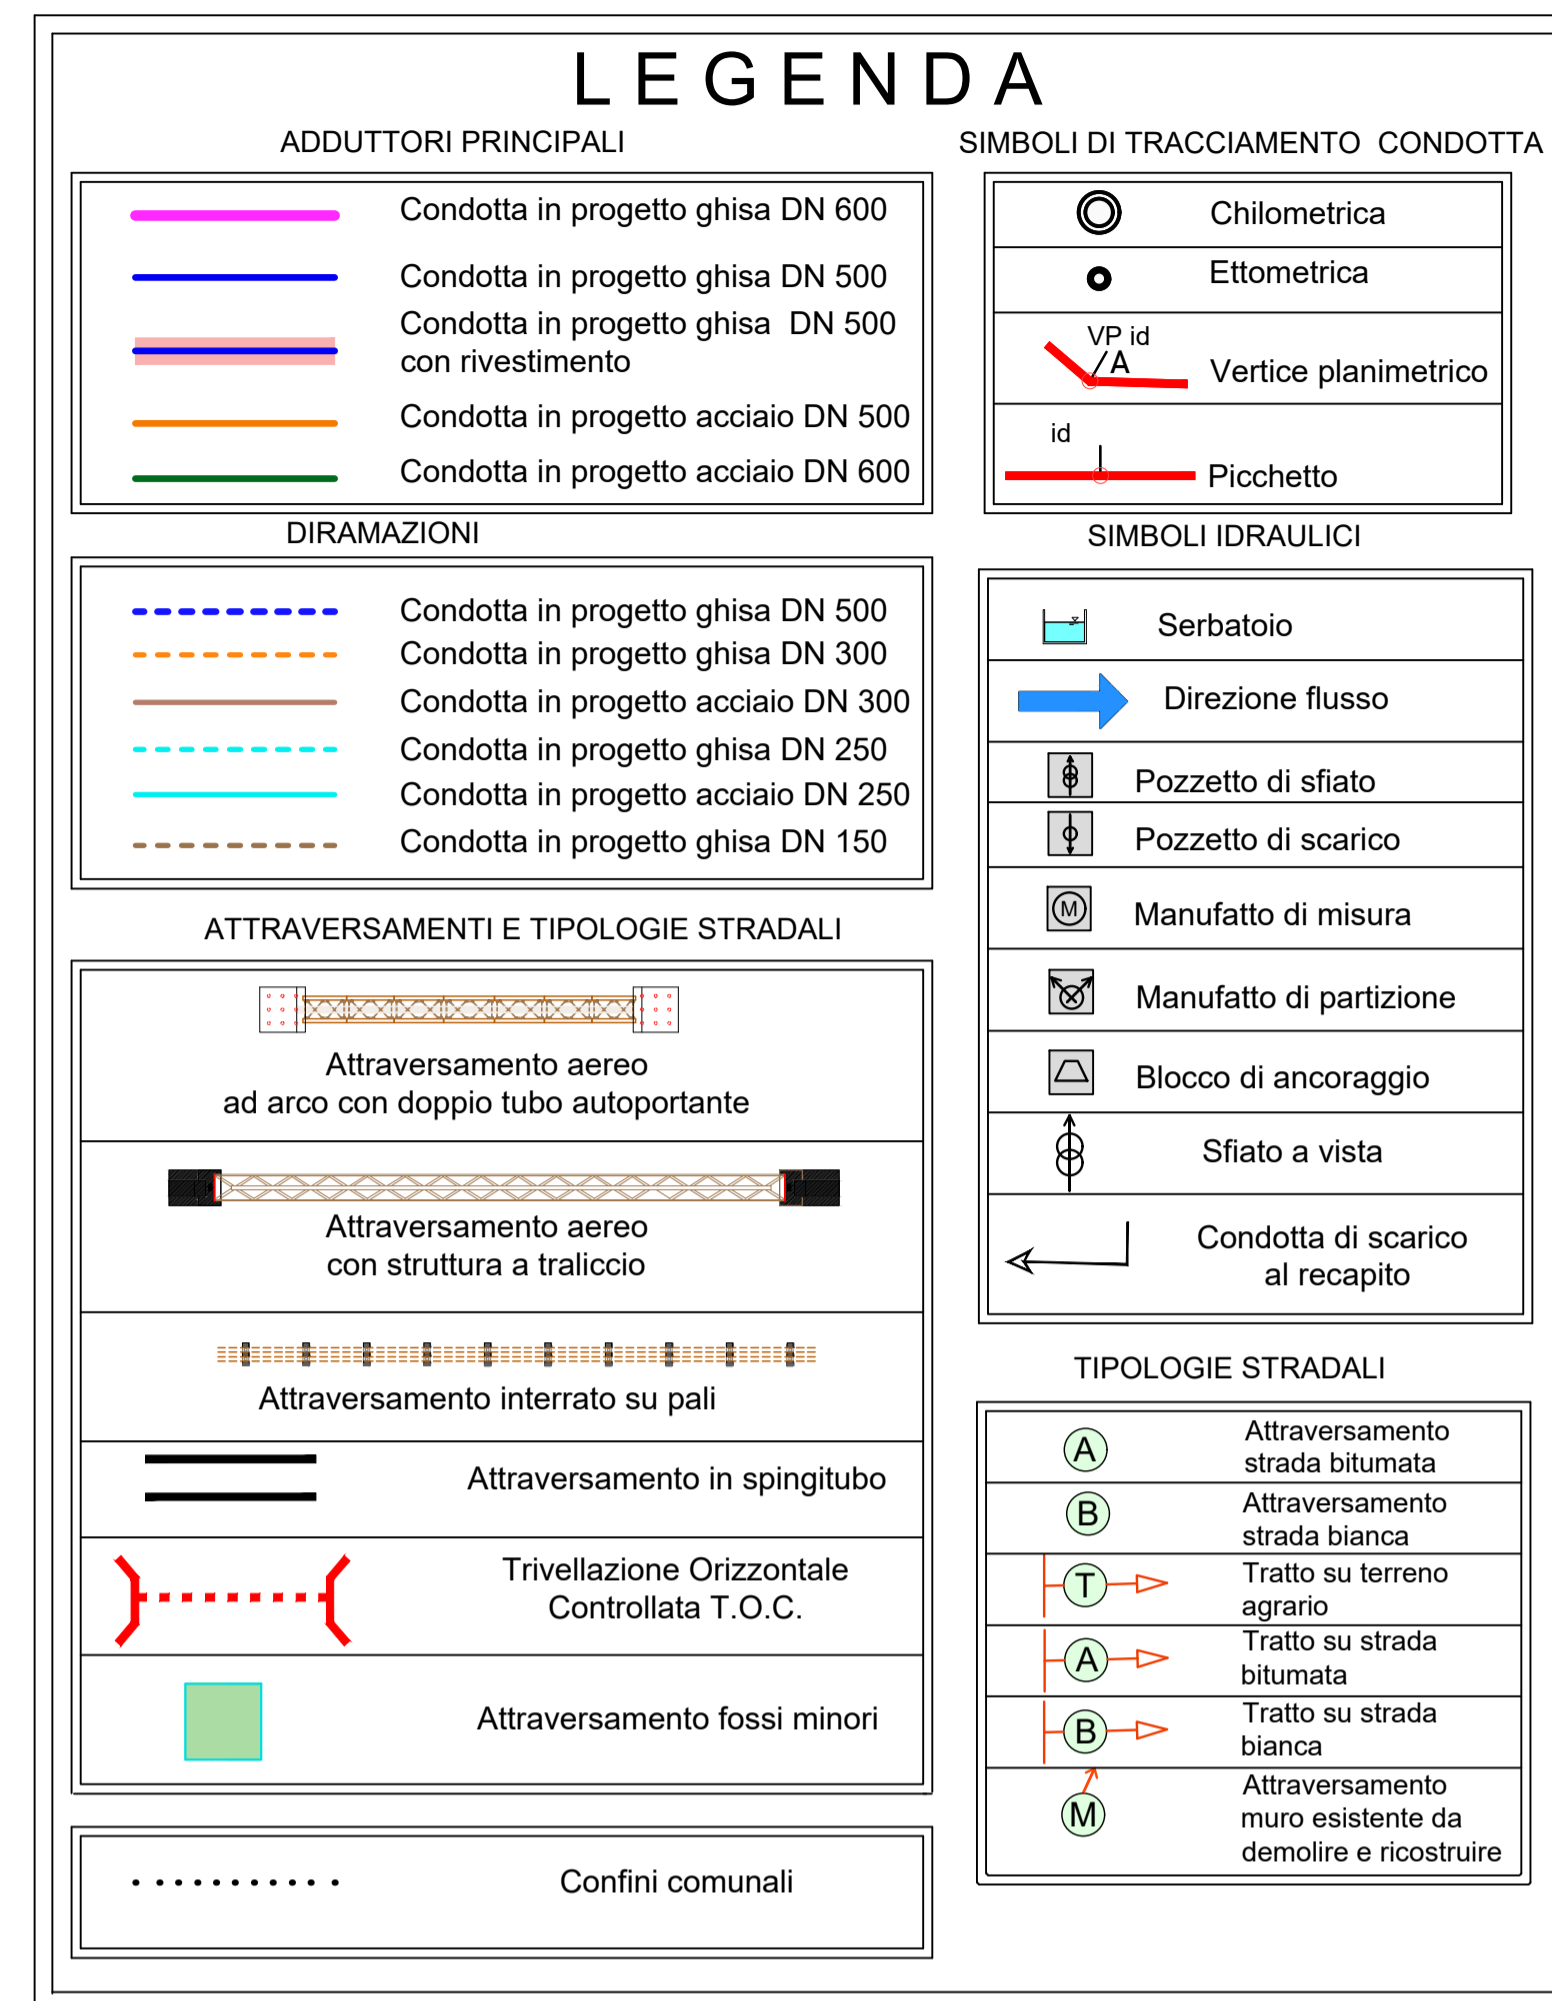 LEGENDA
ADDUTTORI PRINCIPALI
Condotta in progetto ghisa DN 600
Condotta in progetto ghisa DN 500
Condotta in progetto ghisa DN 500
con rivestimento
Condotta in progetto acciaio DN 500
Condotta in progetto acciaio DN 600
DIRAMAZIONI
Condotta in progetto ghisa DN 500
Condotta in progetto ghisa DN 300
Condotta in progetto acciaio DN 300
Condotta in progetto ghisa DN 250
Condotta in progetto acciaio DN 250
Condotta in progetto ghisa DN 150
ATTRAVERSAMENTI E TIPOLOGIE STRADALI
Attraversamento aereo
ad arco con doppio tubo autoportante
Attraversamento aereo
con struttura a traliccio
Attraversamento interrato su pali
Attraversamento in spingitubo
Trivellazione Orizzontale
Controllata T.O.C.
Attraversamento fossi minori
Confini comunali
SIMBOLI DI TRACCIAMENTO CONDOTTA
Chilometrica
Ettometrica
VP id
A
Vertice planimetrico
id
Picchetto
SIMBOLI IDRAULICI
Serbatoio
Direzione flusso
Pozzetto di sfiato
Pozzetto di scarico
M
Manufatto di misura
Manufatto di partizione
Blocco di ancoraggio
Sfiato a vista
Condotta di scarico
al recapito
TIPOLOGIE STRADALI
A
Attraversamento
strada bitumata
B
Attraversamento
strada bianca
T
Tratto su terreno
agrario
A
Tratto su strada
bitumata
B
Tratto su strada
bianca
M
Attraversamento
muro esistente da
demolire e ricostruire